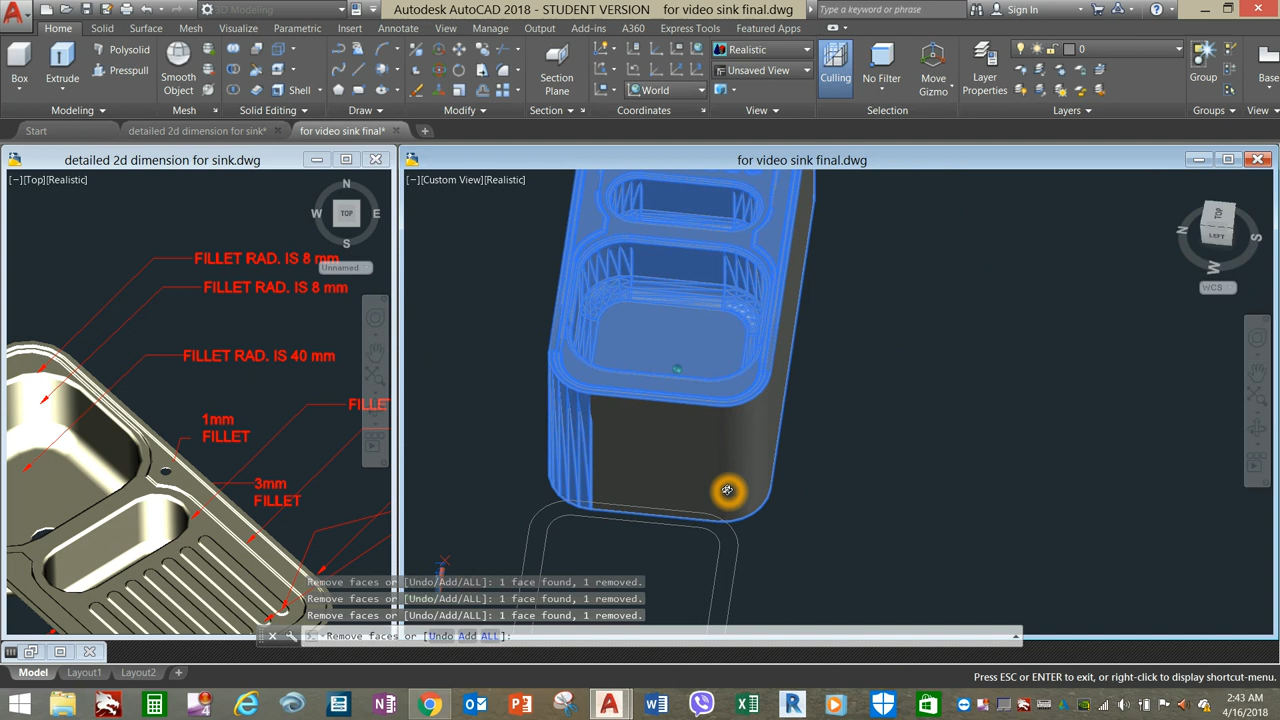 3D Modeling
Autodesk AutoCAD 2018 - STUDENT VERSION for video sink final.dwg
Type a keyword or phrase
Sign In
Home Solid Surface Mesh Visualize Parametric Insert Annotate View Manage Output Add-ins A360 Express Tools Featured Apps
Box
Extrude
Polysolid
Presspull
Smooth
Object
Shell
Section
Plane
World
Realistic
Unsaved View
Culling
No Filter
Move
Gizmo
Layer
Properties
0
Group
Base
Modeling Mesh Solid Editing Draw Modify Section Coordinates View Selection Layers Groups View
Start detailed 2d dimension for sink* for video sink final*
detailed 2d dimension for sink.dwg
[−][Top][Realistic]
N
W TOP E
S
Unnamed
FILLET RAD. IS 8 mm
FILLET RAD. IS 8 mm
FILLET RAD. IS 40 mm
FILLE
1mm
FILLET
3mm
FILLET
for video sink final.dwg
[−][Custom View][Realistic]
TOP
N LEFT S
W
WCS
Remove faces or [Undo/Add/ALL]: 1 face found, 1 removed.
Remove faces or [Undo/Add/ALL]: 1 face found, 1 removed.
Remove faces or [Undo/Add/ALL]: 1 face found, 1 removed.
Remove faces or [Undo Add ALL]:
Model Layout1 Layout2
Press ESC or ENTER to exit, or right-click to display shortcut-menu.
2:43 AM
4/16/2018